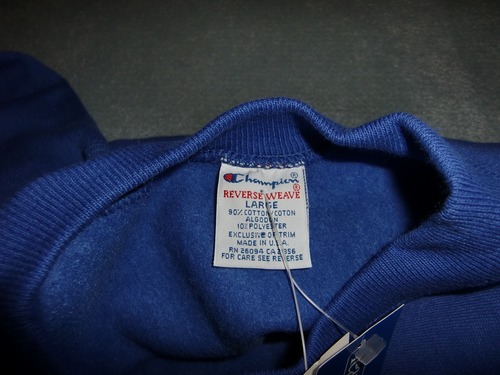 Champion®
REVERSE WEAVE®
LARGE
90% COTTON/COTON
ALGODON
10% POLYESTER
EXCLUSIVE OF TRIM
MADE IN U.S.A.
RN 26094 CA 2356
FOR CARE SEE REVERSE